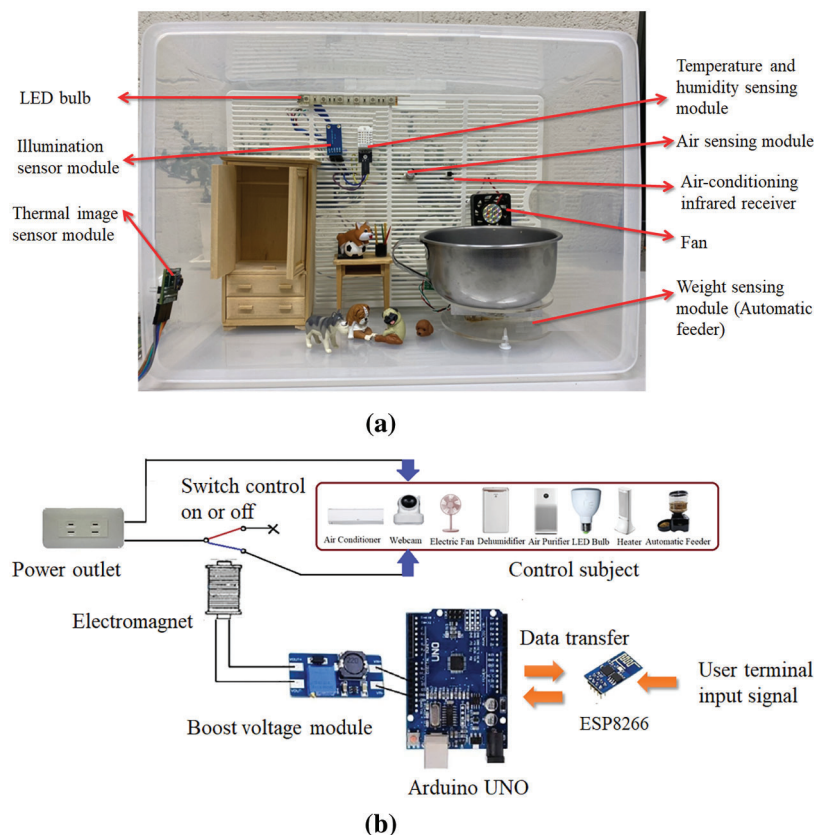 LED bulb
Illumination
sensor module
Thermal image
sensor module
Temperature and
humidity sensing
module
Air sensing module
Air-conditioning
infrared receiver
Fan
Weight sensing
module (Automatic
feeder)
(a)
Switch control
on or off
Power outlet
Electromagnet
Air Conditioner
Webcam
Electric Fan
Dehumidifier
Air Purifier
LED Bulb
Heater
Automatic Feeder
Control subject
Boost voltage module
UNO
Arduino UNO
Data transfer
ESP8266
User terminal
input signal
(b)